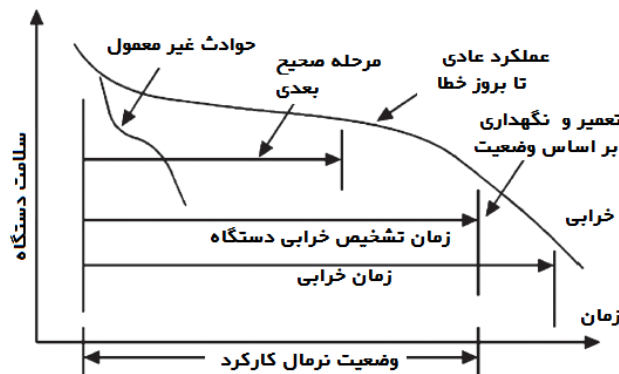 حوادث غیر معمول
مرحله صحیح
بعدی
عملکرد عادی
تا بروز خطا
تعمیر و نگهداری
بر اساس وضعیت
سلامت دستگاه
خرابی
زمان تشخیص خرابی دستگاه
زمان خرابی
زمان
وضعیت نرمال کارکرد